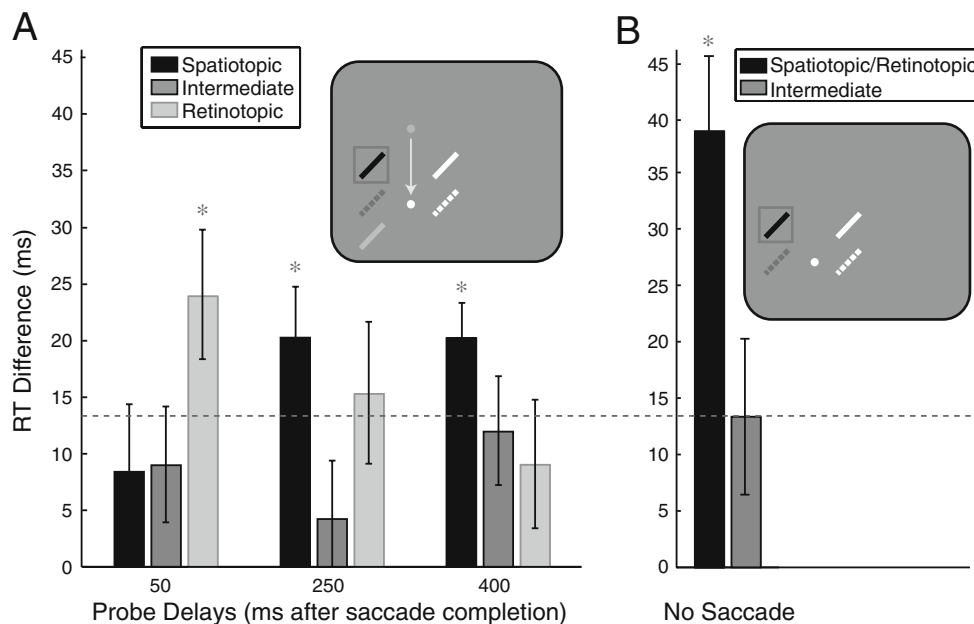 A
B
45
40
35
30
25
20
15
10
5
0
RT Difference (ms)
Spatiotopic
Intermediate
Retinotopic
*
*
*
50
250
400
Probe Delays (ms after saccade completion)
45
40
35
30
25
20
15
10
5
0
*
Spatiotopic/Retinotopic
Intermediate
No Saccade